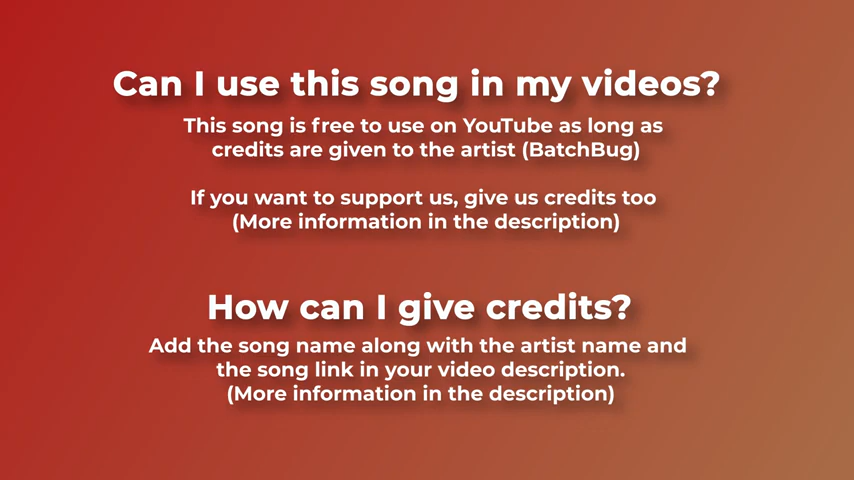 Can I use this song in my videos?
This song is free to use on YouTube as long as
credits are given to the artist (BatchBug)
If you want to support us, give us credits too
(More information in the description)
How can I give credits?
Add the song name along with the artist name and
the song link in your video description.
(More information in the description)